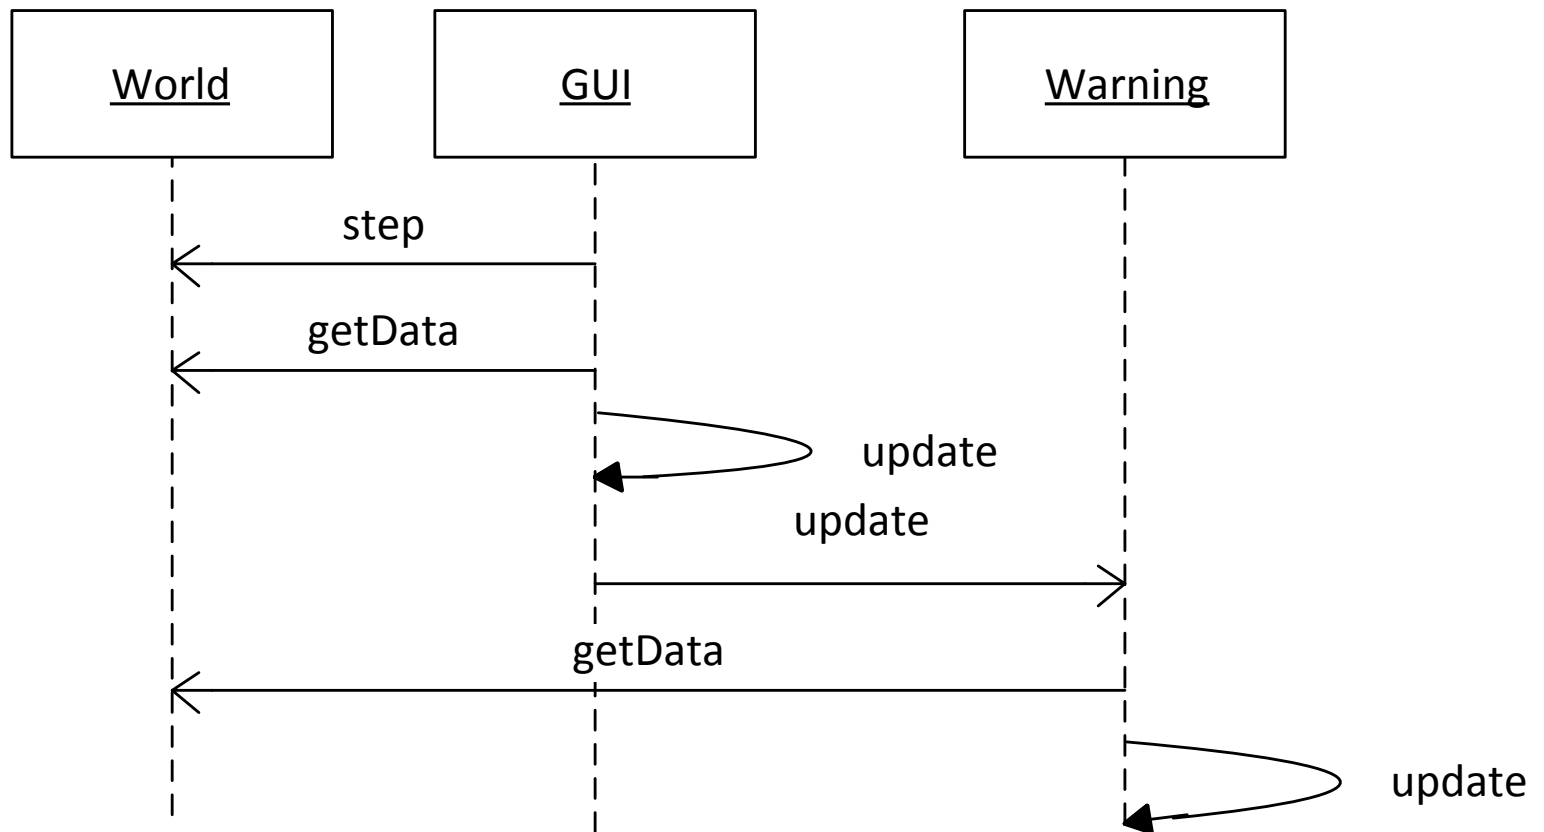 World
GUI
Warning
step
getData
update
update
getData
update